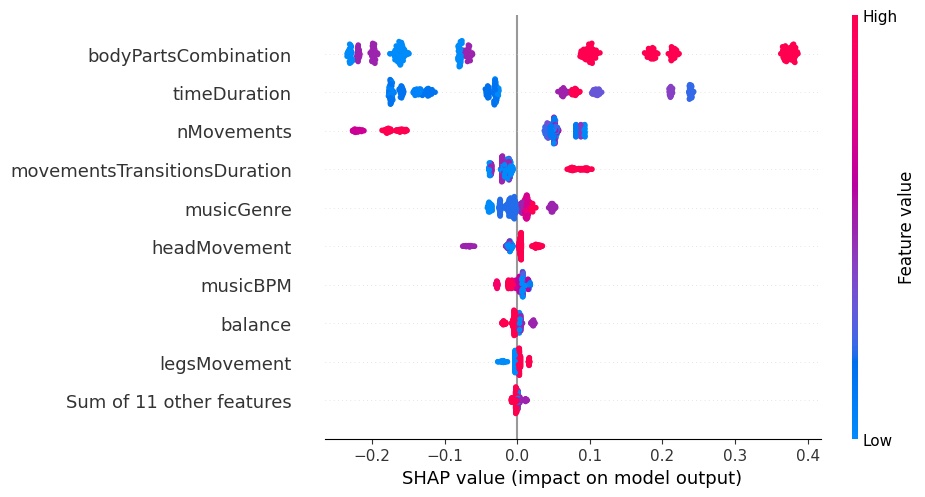 High
bodyPartsCombination
timeDuration
nMovements
movementsTransitionsDuration
musicGenre
headMovement
musicBPM
balance
legsMovement
Sum of 11 other features
Feature value
Low
−0.2 −0.1 0.0 0.1 0.2 0.3 0.4
SHAP value (impact on model output)